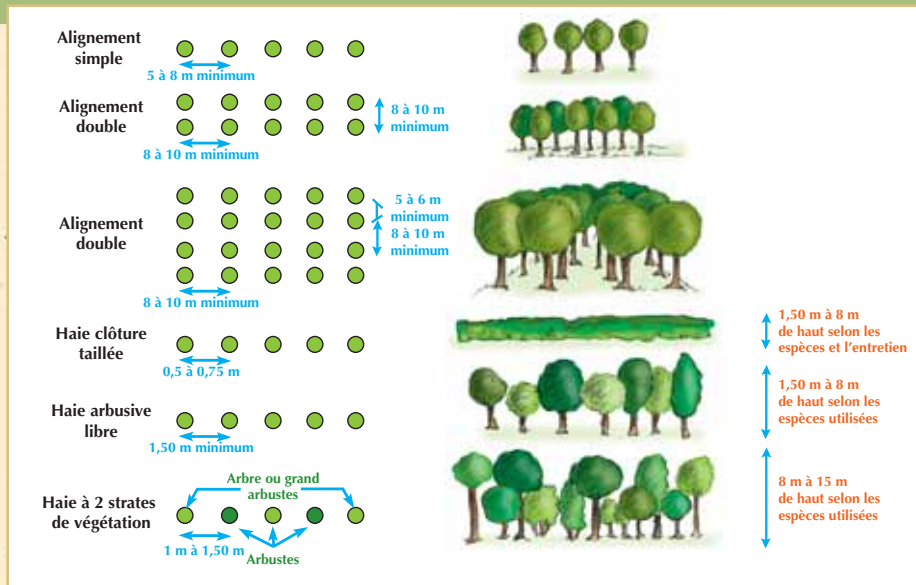 Alignement
simple
5 à 8 m minimum
Alignement
double
8 à 10 m minimum
8 à 10 m
minimum
Alignement
double
5 à 6 m
minimum
8 à 10 m
minimum
8 à 10 m minimum
Haie clôture
taillée
0,5 à 0,75 m
1,50 m à 8 m
de haut selon les
espèces et l'entretien
Haie arbusive
libre
1,50 m minimum
1,50 m à 8 m
de haut selon les
espèces utilisées
Haie à 2 strates
de végétation
Arbre ou grand
arbustes
1 m à 1,50 m
Arbustes
8 m à 15 m
de haut selon les
espèces utilisées